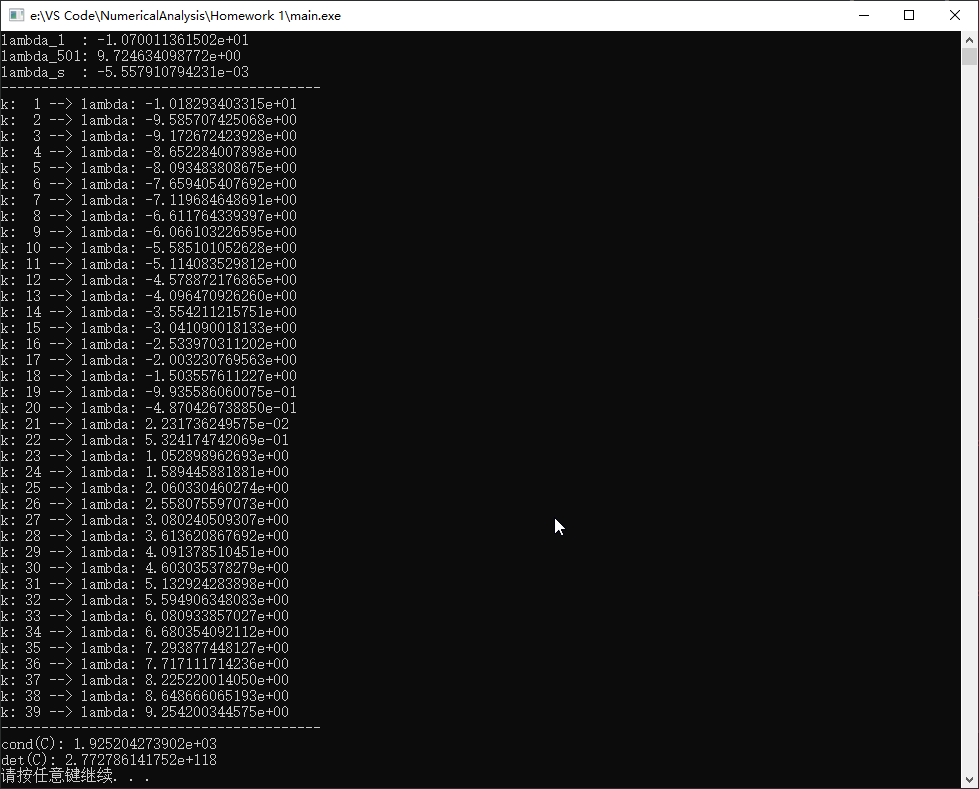 e:\VS Code\NumericalAnalysis\Homework 1\main.exe
lambda_1  : -1.070011361502e+01
lambda_501: 9.724634098772e+00
lambda_s  : -5.557910794231e-03
----------------------------------------
k:  1 --> lambda: -1.018293403315e+01
k:  2 --> lambda: -9.585707425068e+00
k:  3 --> lambda: -9.172672423928e+00
k:  4 --> lambda: -8.652284007898e+00
k:  5 --> lambda: -8.093483808675e+00
k:  6 --> lambda: -7.659405407692e+00
k:  7 --> lambda: -7.119684648691e+00
k:  8 --> lambda: -6.611764339397e+00
k:  9 --> lambda: -6.066103226595e+00
k: 10 --> lambda: -5.585101052628e+00
k: 11 --> lambda: -5.114083529812e+00
k: 12 --> lambda: -4.578872176865e+00
k: 13 --> lambda: -4.096470926260e+00
k: 14 --> lambda: -3.554211215751e+00
k: 15 --> lambda: -3.041090018133e+00
k: 16 --> lambda: -2.533970311202e+00
k: 17 --> lambda: -2.003230769563e+00
k: 18 --> lambda: -1.503557611227e+00
k: 19 --> lambda: -9.935586060075e-01
k: 20 --> lambda: -4.870426738850e-01
k: 21 --> lambda: 2.231736249575e-02
k: 22 --> lambda: 5.324174742069e-01
k: 23 --> lambda: 1.052898962693e+00
k: 24 --> lambda: 1.589445881881e+00
k: 25 --> lambda: 2.060330460274e+00
k: 26 --> lambda: 2.558075597073e+00
k: 27 --> lambda: 3.080240509307e+00
k: 28 --> lambda: 3.613620867692e+00
k: 29 --> lambda: 4.091378510451e+00
k: 30 --> lambda: 4.603035378279e+00
k: 31 --> lambda: 5.132924283898e+00
k: 32 --> lambda: 5.594906348083e+00
k: 33 --> lambda: 6.080933857027e+00
k: 34 --> lambda: 6.680354092112e+00
k: 35 --> lambda: 7.293877448127e+00
k: 36 --> lambda: 7.717111714236e+00
k: 37 --> lambda: 8.225220014050e+00
k: 38 --> lambda: 8.648666065193e+00
k: 39 --> lambda: 9.254200344575e+00
----------------------------------------
cond(C): 1.925204273902e+03
det(C): 2.772786141752e+118
请按任意键继续. . .